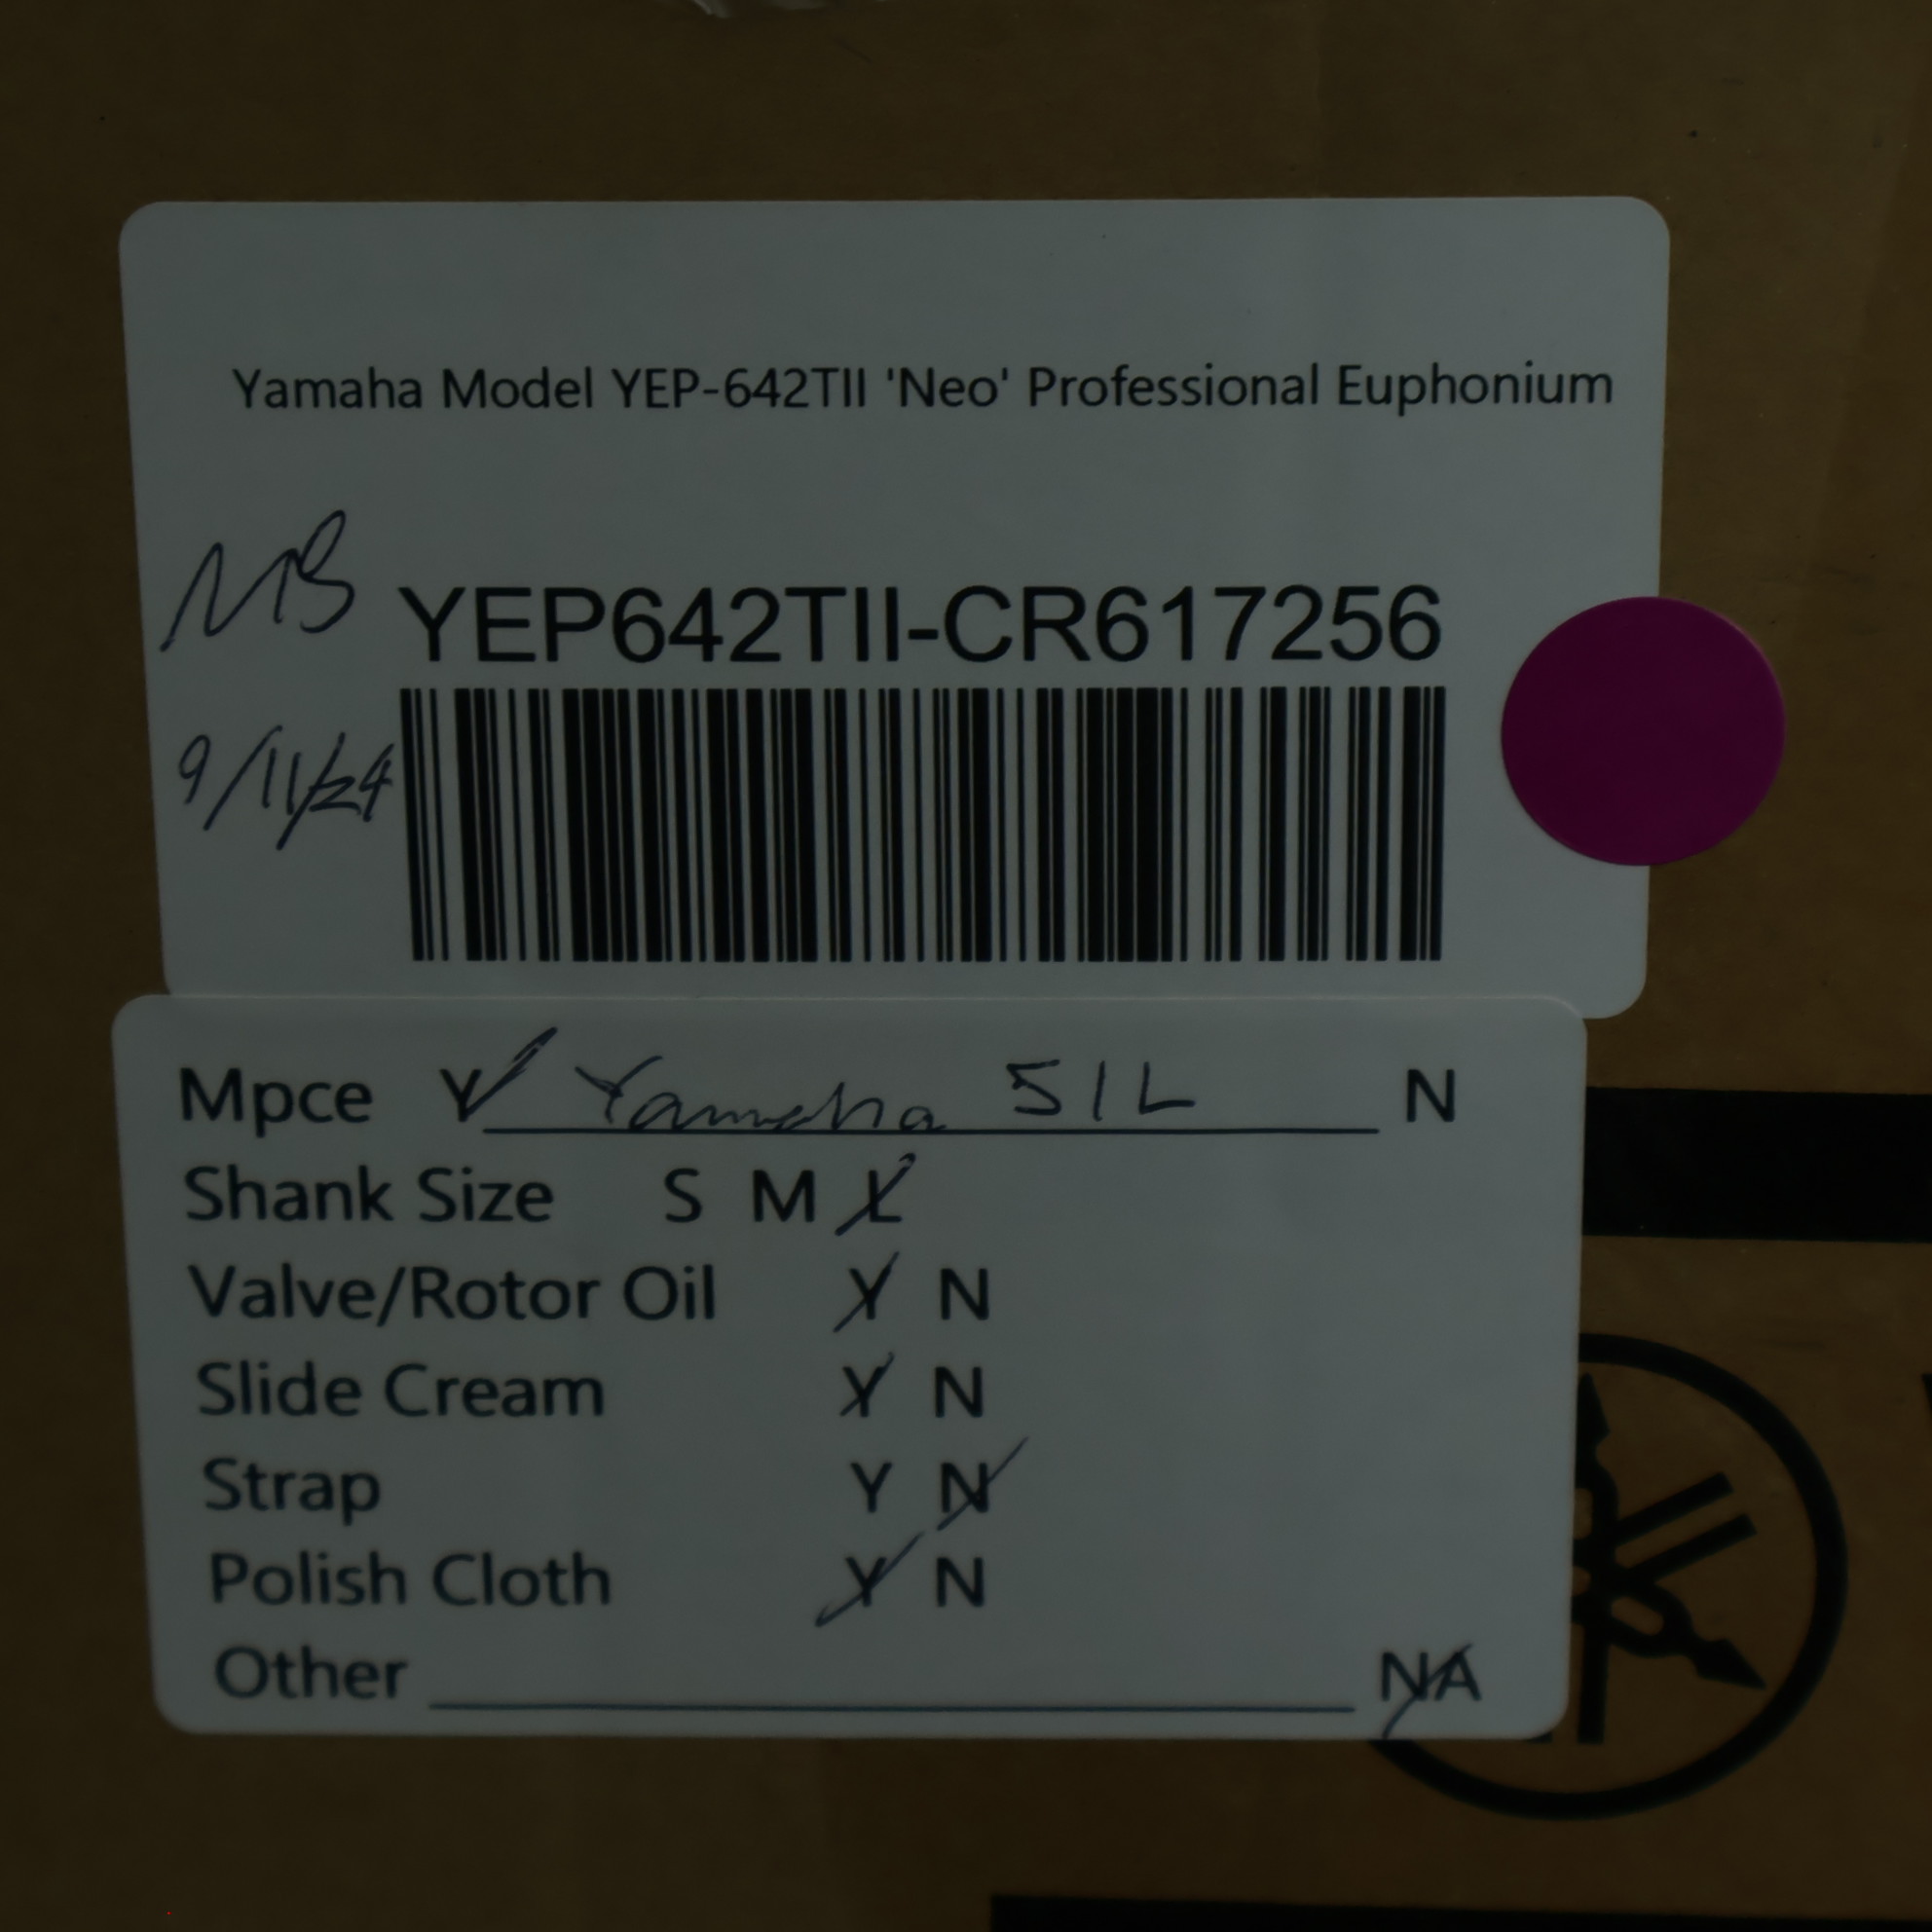 Yamaha Model YEP-642TII 'Neo' Professional Euphonium
MB
YEP642TII-CR617256
9/11/24
Mpce Y Yamaha 51L N
Shank Size S M L
Valve/Rotor Oil Y N
Slide Cream Y N
Strap Y N
Polish Cloth Y N
Other NA